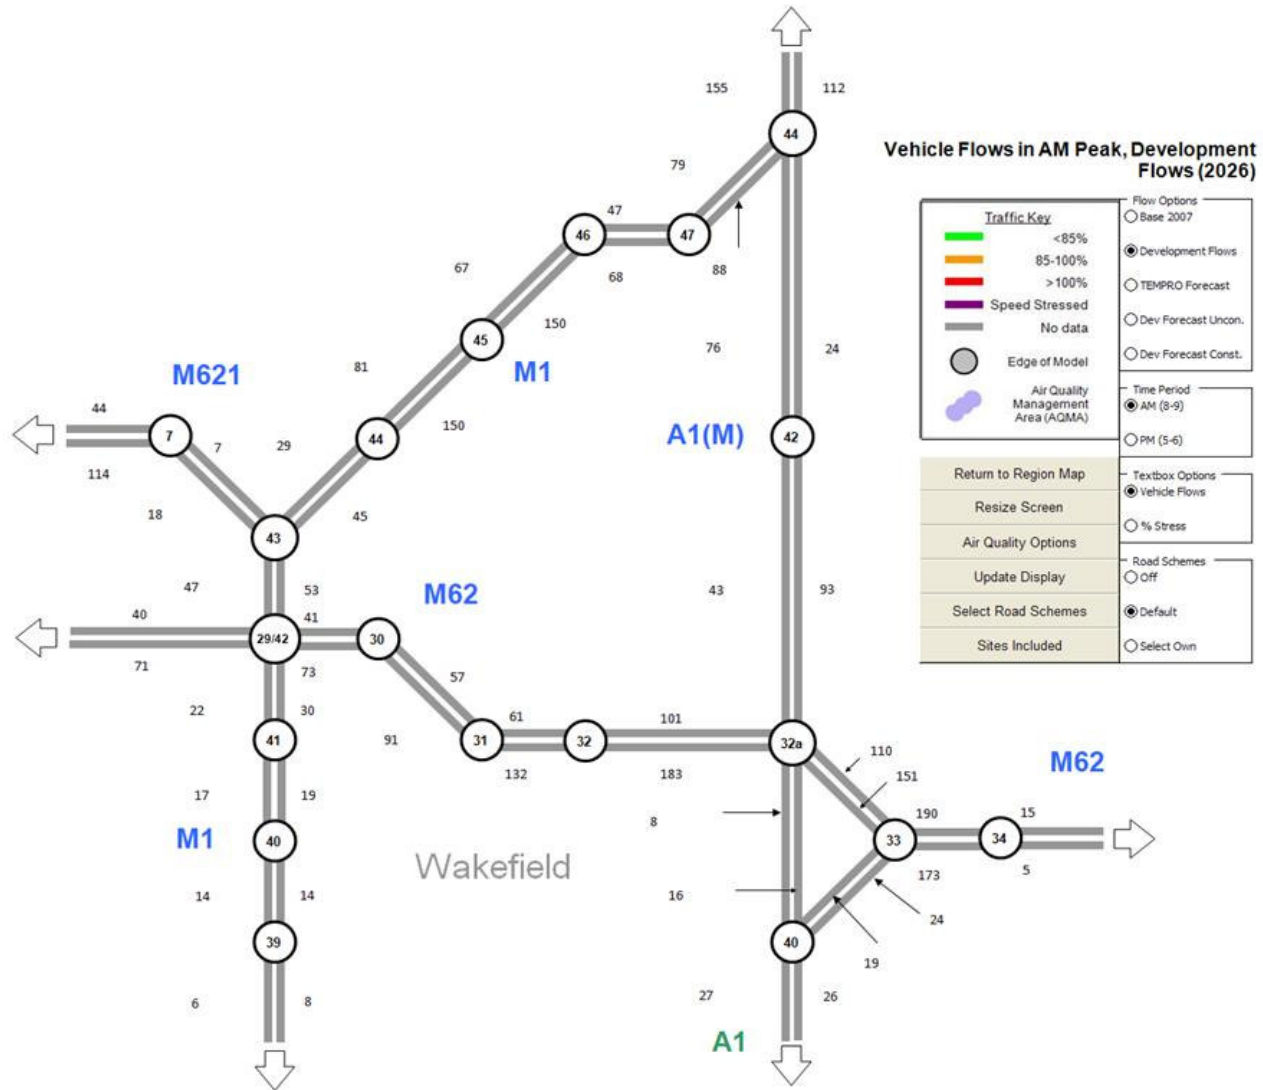 155
112
44
Vehicle Flows in AM Peak, Development
Flows (2026)
79
47
46
47
88
68
67
150
45
M1
81
150
44
76
24
A1(M)
42
M621
44
7
7
29
114
18
45
43
47
53
40
41
M62
29/42
30
71
73
43
93
22
30
57
91
41
61
31
32
101
132
183
32a
110
151
M62
17
19
8
190
15
M1
40
33
34
Wakefield
173
5
14
14
16
24
39
40
19
6
8
27
26
A1
Traffic Key
<85%
85-100%
>100%
Speed Stressed
No data
Edge of Model
Air Quality
Management
Area (AQMA)
Flow Options
Base 2007
Development Flows
TEMPRO Forecast
Dev Forecast Uncon.
Dev Forecast Const.
Time Period
AM (8-9)
PM (5-6)
Return to Region Map
Resize Screen
Air Quality Options
Update Display
Select Road Schemes
Sites Included
Textbox Options
Vehicle Flows
% Stress
Road Schemes
Off
Default
Select Own